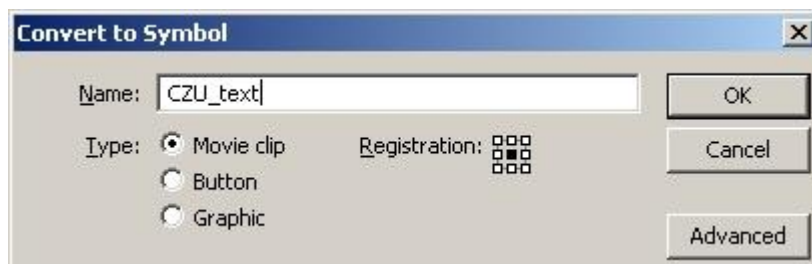 Convert to Symbol
Name: CZU_text OK
Type: Movie clip Registration: Cancel
Button
Graphic
Advanced